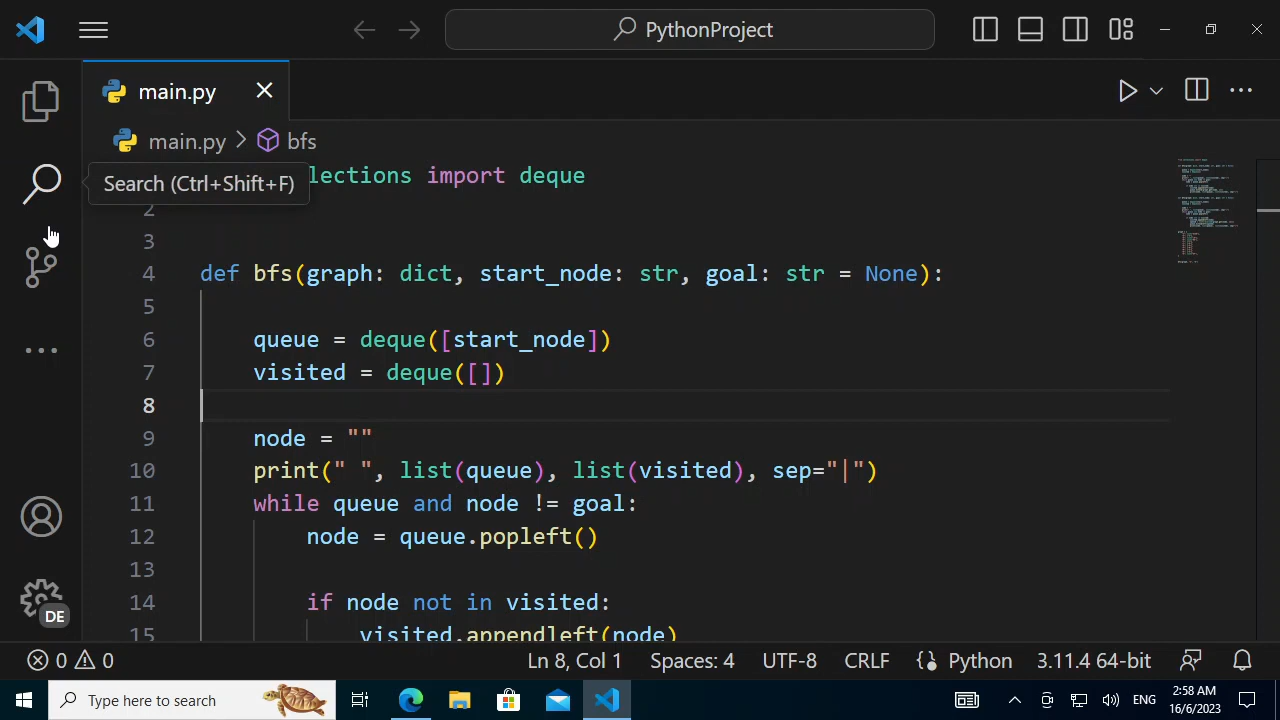 PythonProject
main.py
main.py > bfs
Search (Ctrl+Shift+F)
lections import deque
2
3
4 def bfs(graph: dict, start_node: str, goal: str = None):
5
6 queue = deque([start_node])
7 visited = deque([])
8
9 node = ""
10 print(" ", list(queue), list(visited), sep="|")
11 while queue and node != goal:
12 node = queue.popleft()
13
14 if node not in visited:
15 visited.appendleft(node)
DE
0 0 Ln 8, Col 1 Spaces: 4 UTF-8 CRLF Python 3.11.4 64-bit
Type here to search
ENG
2:58 AM
16/6/2023